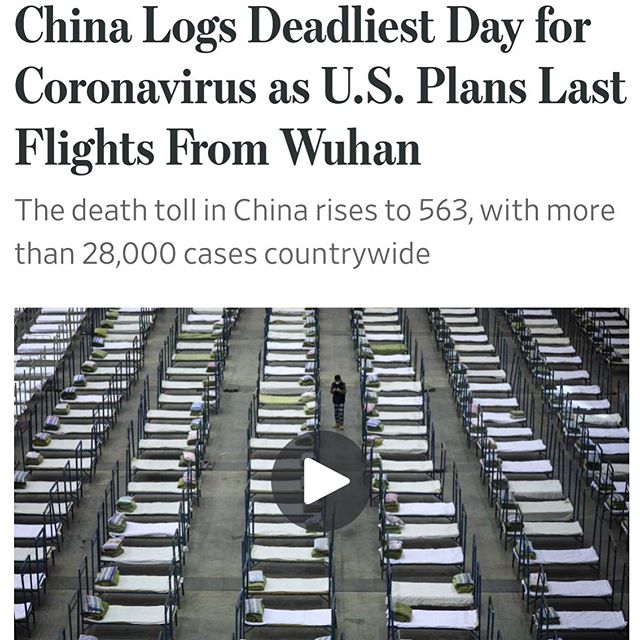 China Logs Deadliest Day for
Coronavirus as U.S. Plans Last
Flights From Wuhan
The death toll in China rises to 563, with more
than 28,000 cases countrywide